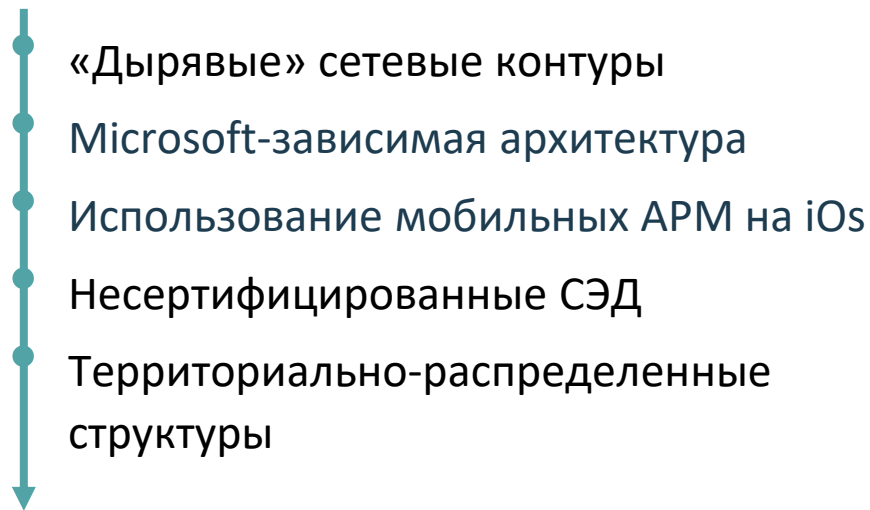 «Дырявые» сетевые контуры
Microsoft-зависимая архитектура
Использование мобильных АРМ на iOs
Несертифицированные СЭД
Территориально-распределенные
структуры